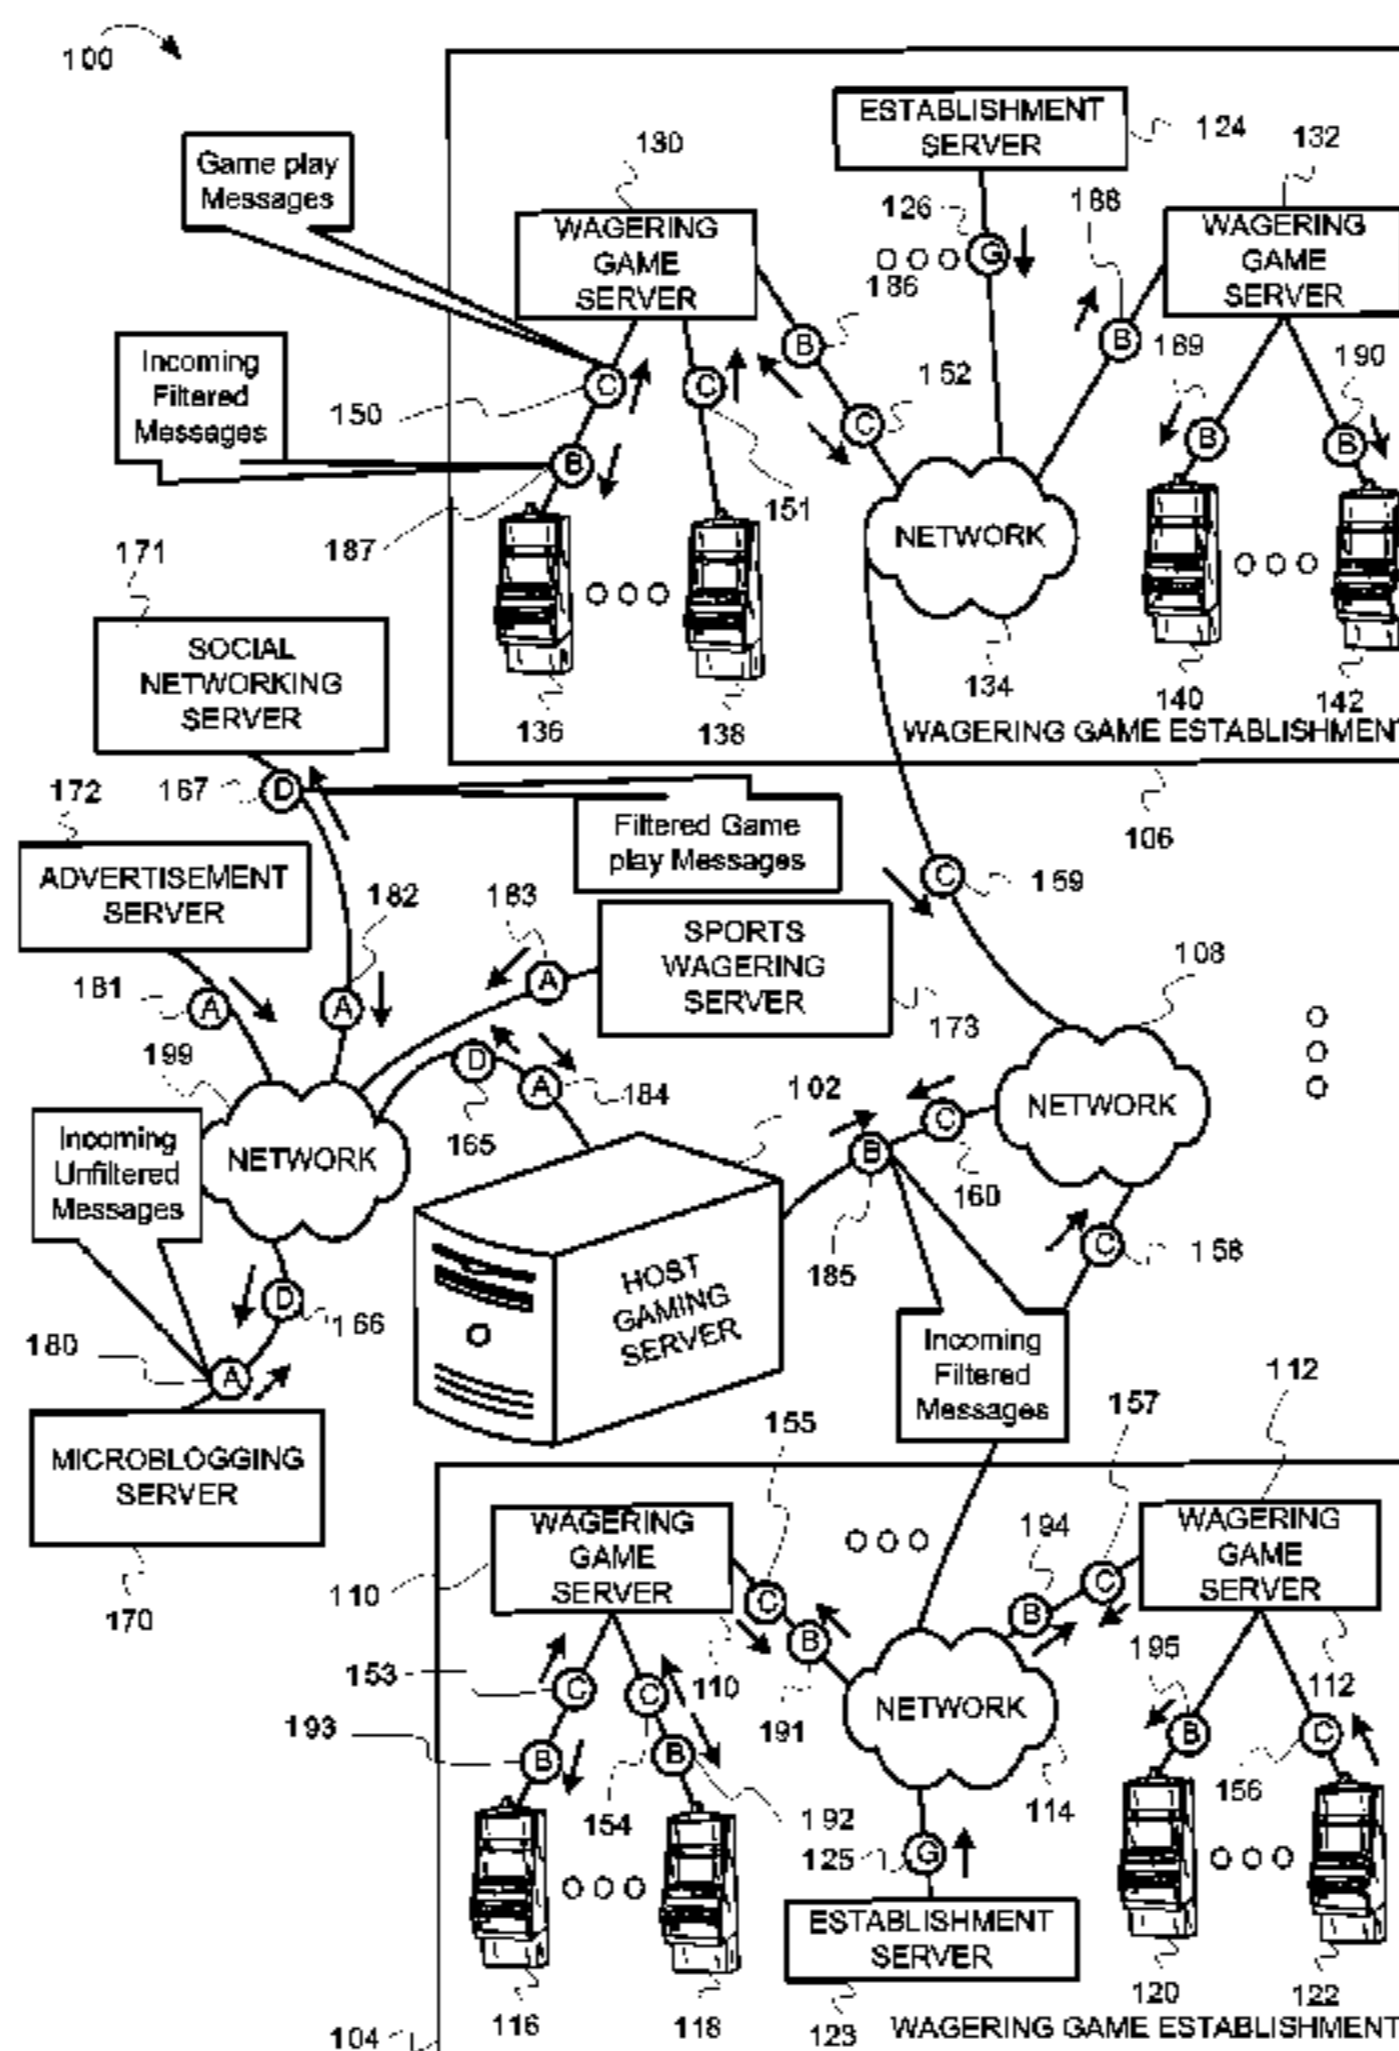 100
Game play
Messages
130
ESTABLISHMENT
SERVER
124
132
WAGERING
GAME
SERVER
126
G
188
186
WAGERING
GAME
SERVER
B
B
Incoming
Filtered
Messages
C
C
150
152
C
189
190
B
B
B
187
151
NETWORK
171
SOCIAL
NETWORKING
SERVER
136
138
134
140
142
WAGERING GAME ESTABLISHMENT
172
167
D
Filtered Game
play Messages
106
ADVERTISEMENT
SERVER
182
183
C
159
SPORTS
WAGERING
SERVER
108
181
A
A
A
173
199
D
A
184
102
165
NETWORK
C
160
B
185
Incoming
Unfiltered
Messages
NETWORK
C
158
HOST
GAMING
SERVER
D
166
180
A
Incoming
Filtered
Messages
112
MICROBLOGGING
SERVER
155
157
170
WAGERING
GAME
SERVER
110
194
WAGERING
GAME
SERVER
C
B
B
C
153
C
C
110
191
NETWORK
195
112
193
B
B
B
C
154
192
114
156
125
G
ESTABLISHMENT
SERVER
116
118
123
120
122
104
WAGERING GAME ESTABLISHMENT